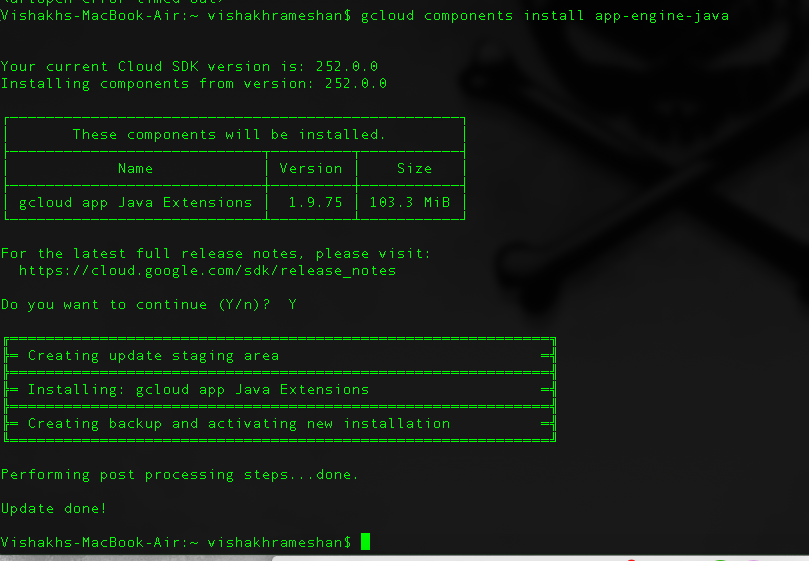 (urlopen error timed out)
Vishakhs-MacBook-Air:~ vishakhrameshan$ gcloud components install app-engine-java
Your current Cloud SDK version is: 252.0.0
Installing components from version: 252.0.0
These components will be installed.
Name Version Size
gcloud app Java Extensions 1.9.75 103.3 MiB
For the latest full release notes, please visit:
https://cloud.google.com/sdk/release_notes
Do you want to continue (Y/n)? Y
Creating update staging area
Installing: gcloud app Java Extensions
Creating backup and activating new installation
Performing post processing steps...done.
Update done!
Vishakhs-MacBook-Air:~ vishakhrameshan$